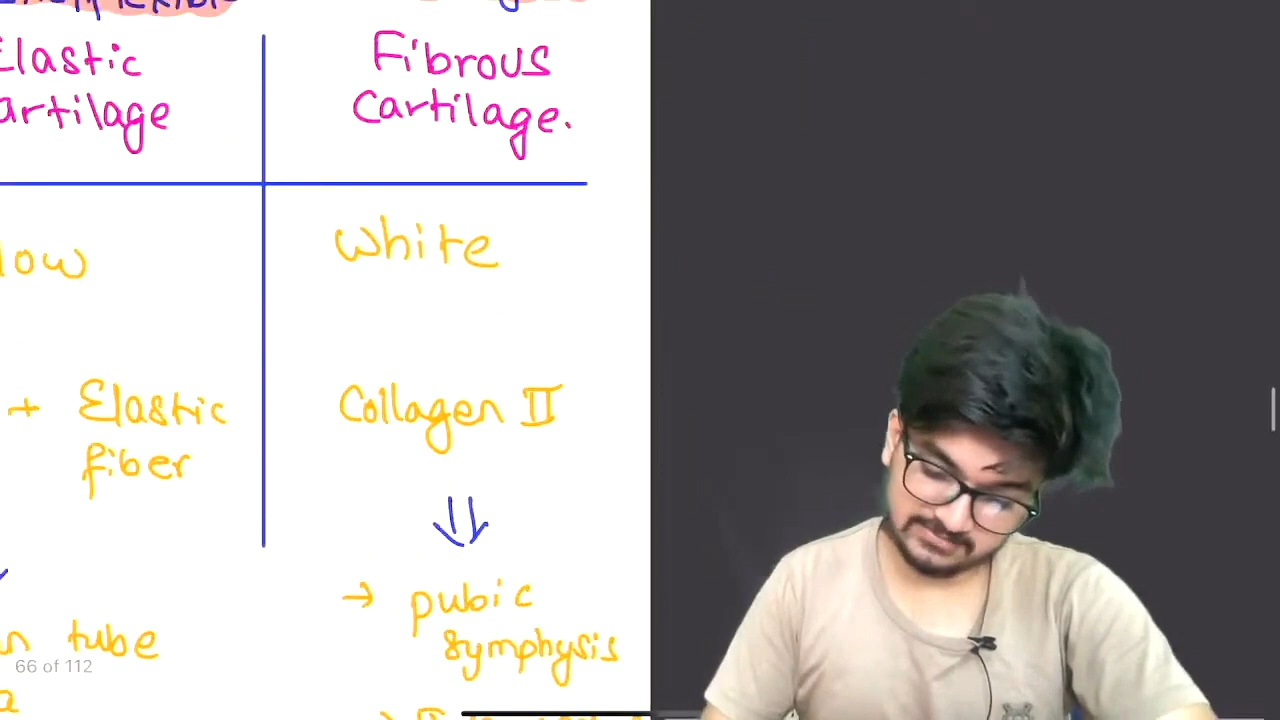 Elastic
artilage
Fibrous
Cartilage.
low
White
+ Elastic
fiber
Collagen II
→ pubic
symphysis
n tube
66 of 112
a